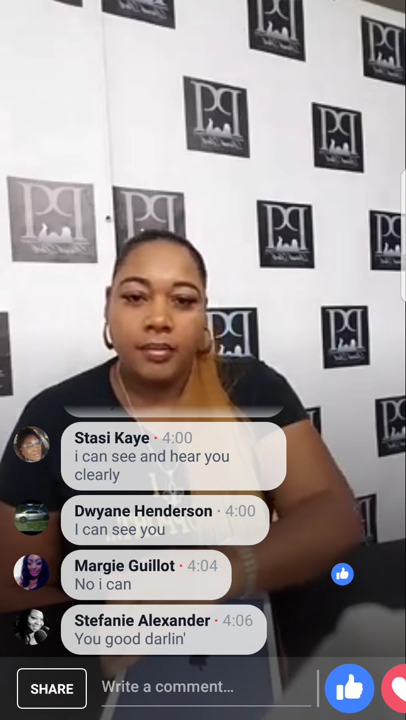 Stasi Kaye · 4:00
i can see and hear you
clearly
Dwyane Henderson · 4:00
I can see you
Margie Guillot · 4:04
No i can
Stefanie Alexander · 4:06
You good darlin'
SHARE
Write a comment...